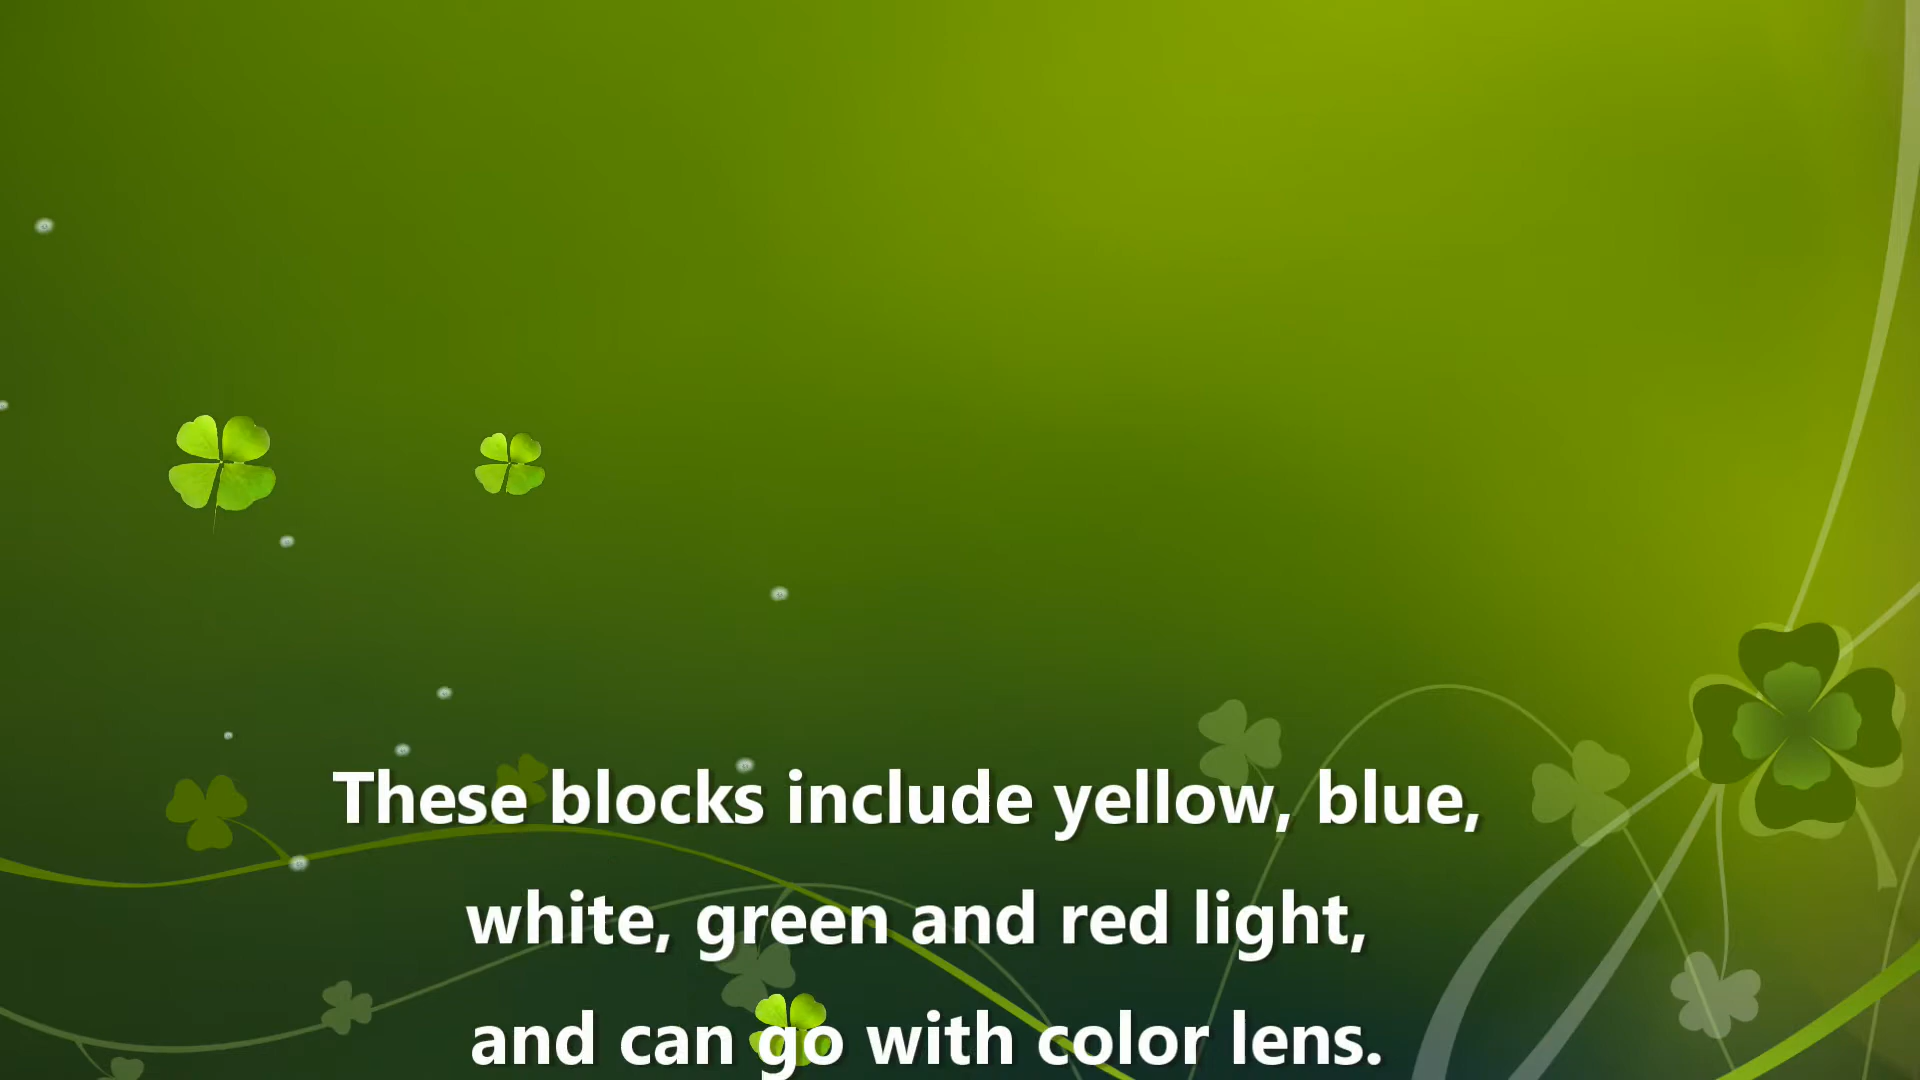 These blocks include yellow, blue,
white, green and red light,
and can go with color lens.